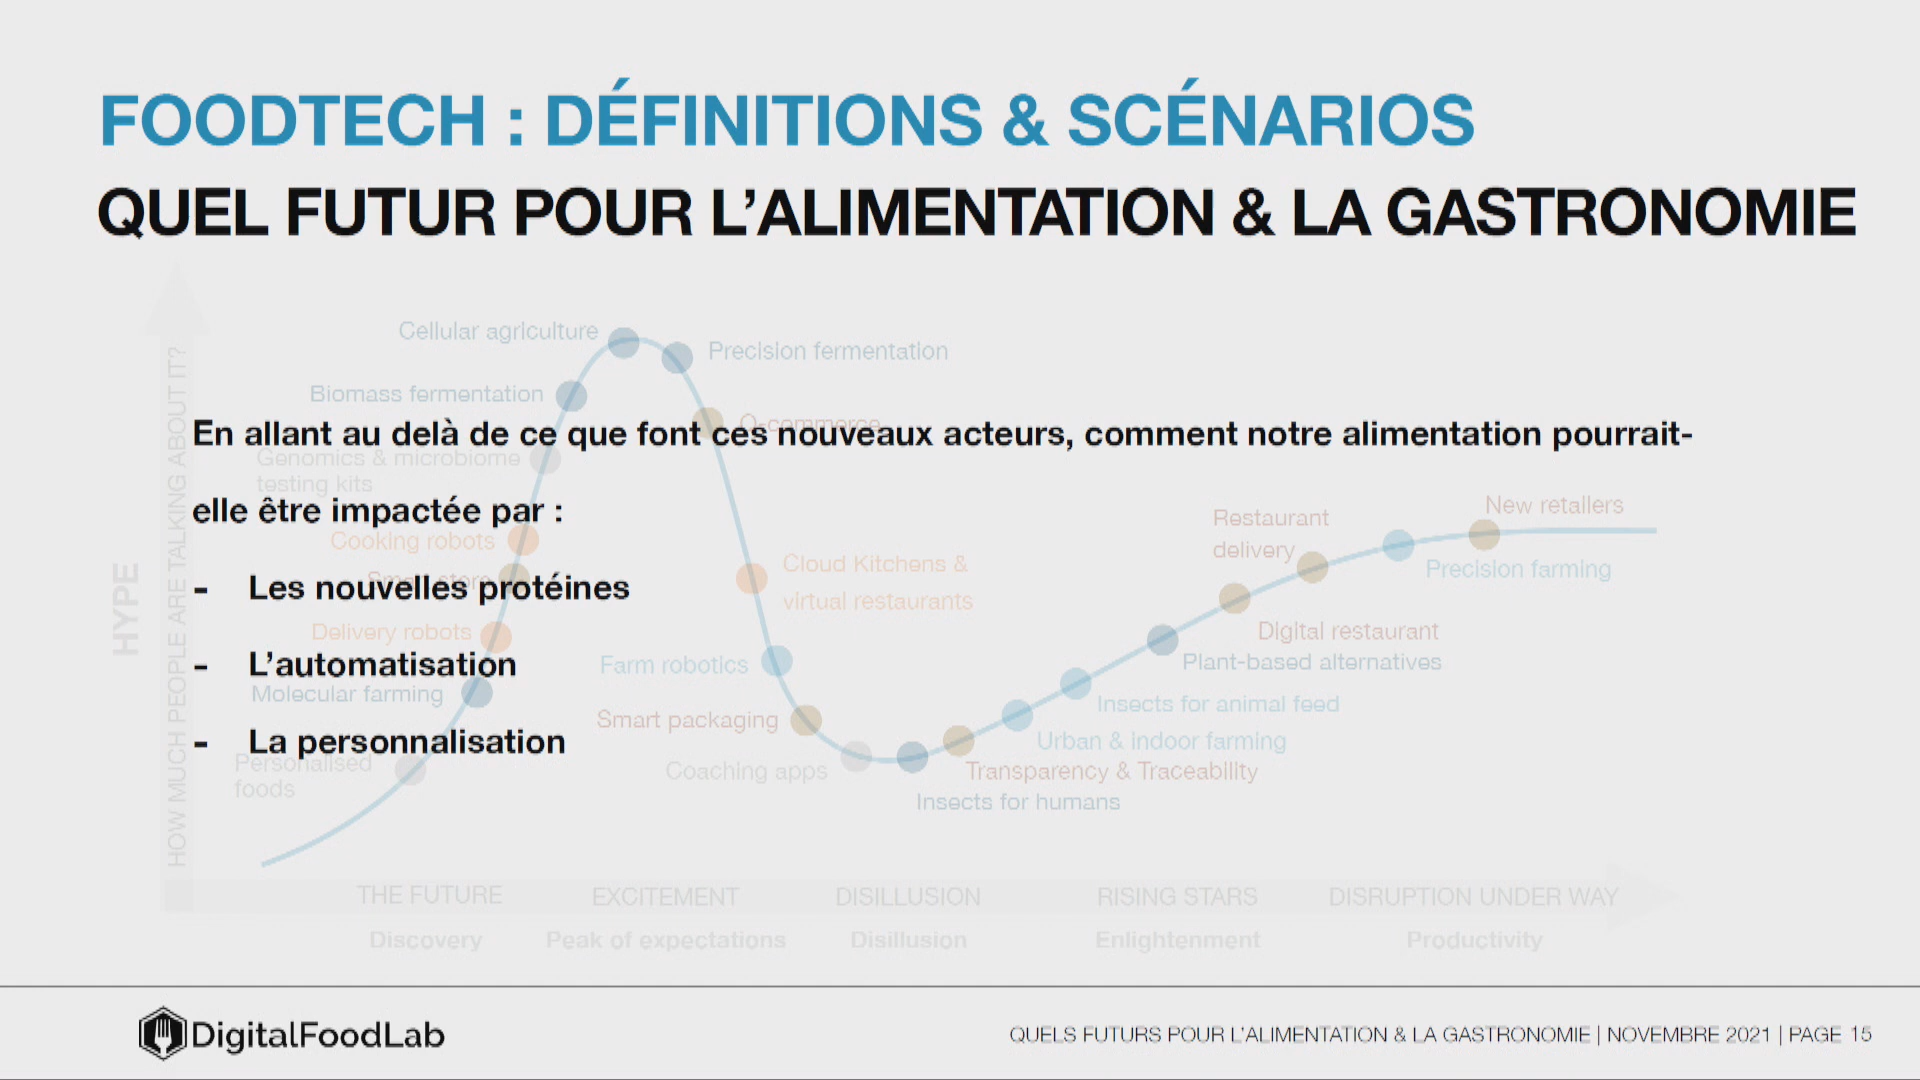 FOODTECH : DÉFINITIONS & SCÉNARIOS
QUEL FUTUR POUR L’ALIMENTATION & LA GASTRONOMIE
HYPE
HOW MUCH PEOPLE ARE TALKING ABOUT IT?
Cellular agriculture
Precision fermentation
Biomass fermentation
Q-commerce
En allant au delà de ce que font ces nouveaux acteurs, comment notre alimentation pourrait-
Genomics & microbiome
testing kits
elle être impactée par :
New retailers
Restaurant
delivery
Cooking robots
Cloud Kitchens &
virtual restaurants
Precision farming
Smart store
- Les nouvelles protéines
Delivery robots
Digital restaurant
- L’automatisation
Farm robotics
Plant-based alternatives
Molecular farming
Insects for animal feed
Smart packaging
- La personnalisation
Urban & Indoor farming
Personalised
foods
Coaching apps
Transparency & Traceability
Insects for humans
THE FUTURE EXCITEMENT DISILLUSION RISING STARS DISRUPTION UNDER WAY
Discovery Peak of expectations Disillusion Enlightenment Productivity
DigitalFoodLab
QUELS FUTURS POUR L’ALIMENTATION & LA GASTRONOMIE | NOVEMBRE 2021 | PAGE 15